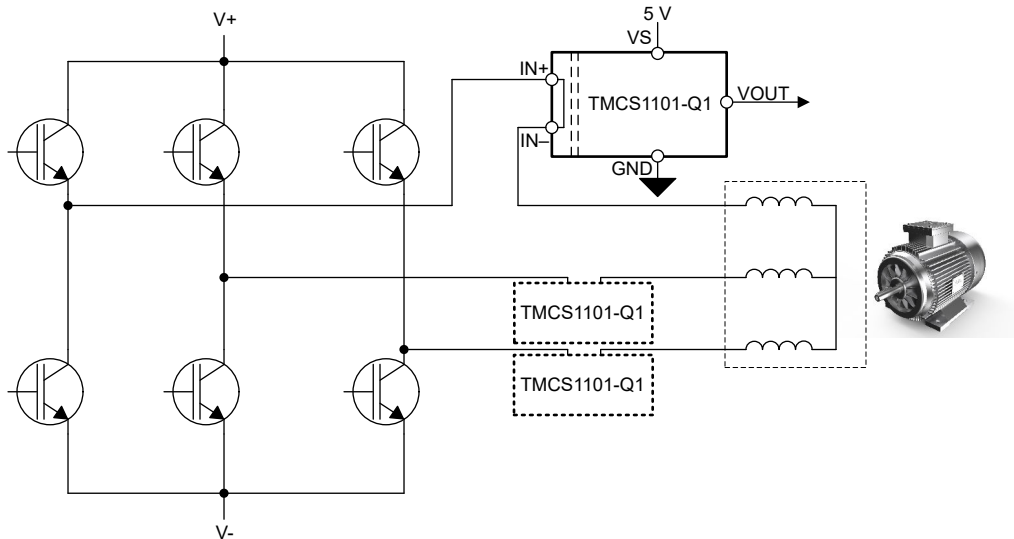 V+
5 V
VS
IN+
TMCS1101-Q1
VOUT
IN–
GND
TMCS1101-Q1
TMCS1101-Q1
V-